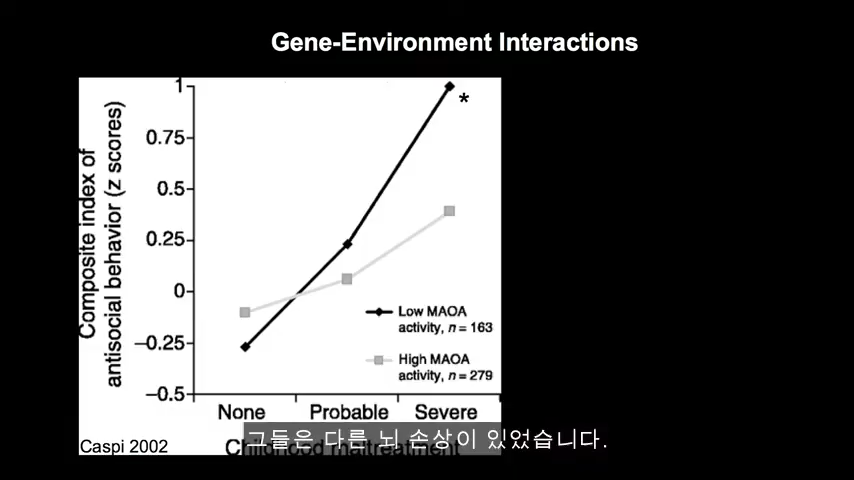 Gene-Environment Interactions
Composite index of
antisocial behavior (z scores)
1
0.75
0.5
0.25
0
−0.25
−0.5
*
Low MAOA
activity, n = 163
High MAOA
activity, n = 279
None Probable Severe
Childhood maltreatment
그들은 다른 뇌 손상이 있었습니다.
Caspi 2002